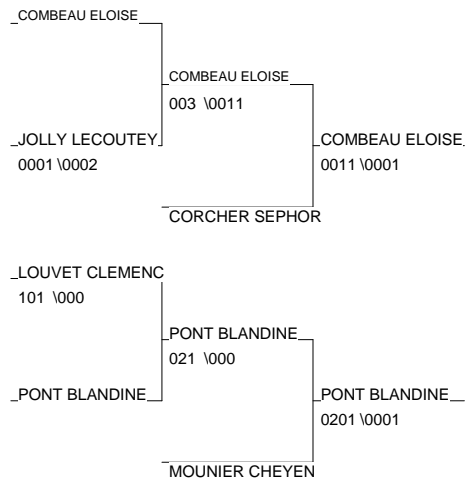 COMBEAU ELOISE
COMBEAU ELOISE
003 \0011
JOLLY LECOUTEY
0001 \0002
COMBEAU ELOISE
0011 \0001
CORCHER SEPHOR
LOUVET CLEMENC
101 \000
PONT BLANDINE
021 \000
PONT BLANDINE
PONT BLANDINE
0201 \0001
MOUNIER CHEYEN